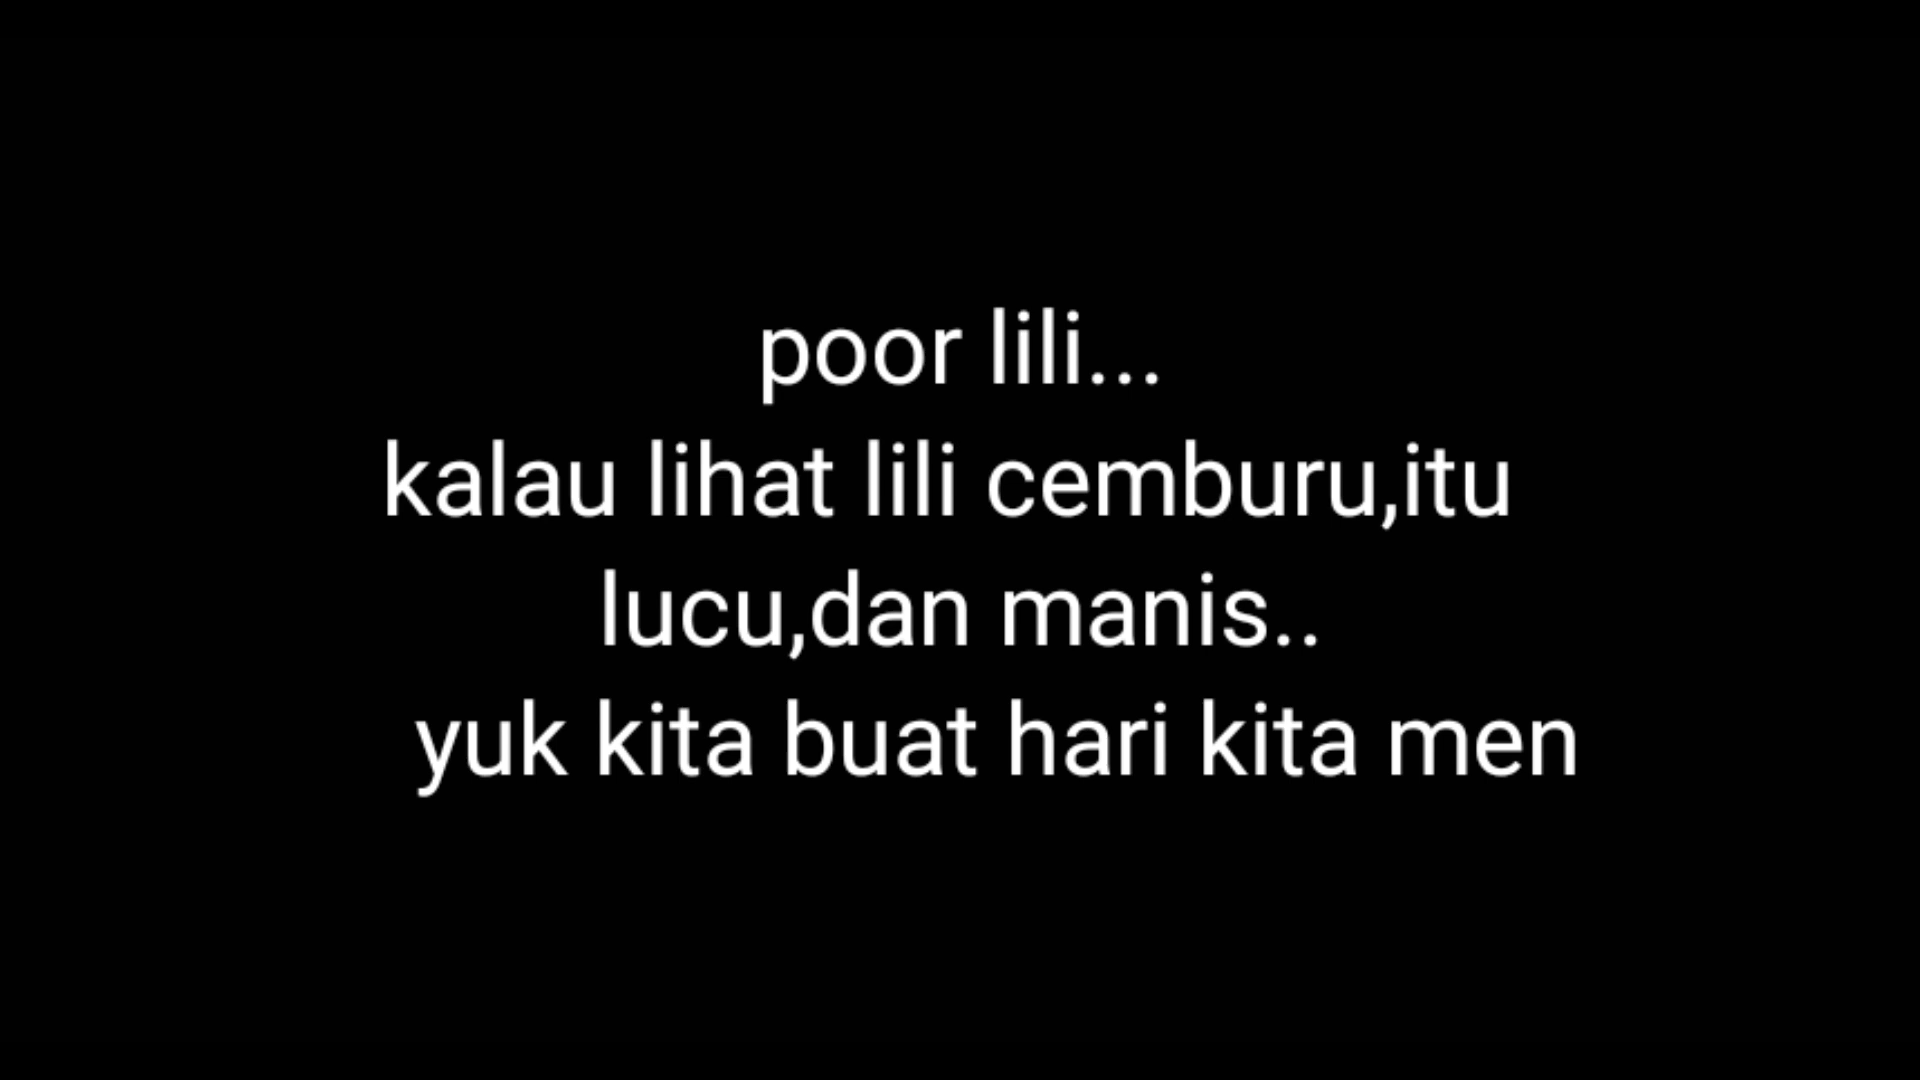 poor lili...
kalau lihat lili cemburu,itu
lucu,dan manis..
yuk kita buat hari kita men